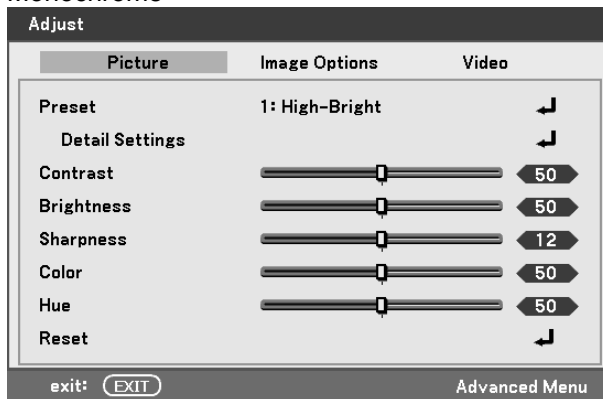 Adjust
Picture Image Options Video
Preset 1: High-Bright
Detail Settings
Contrast 50
Brightness 50
Sharpness 12
Color 50
Hue 50
Reset
exit: EXIT Advanced Menu